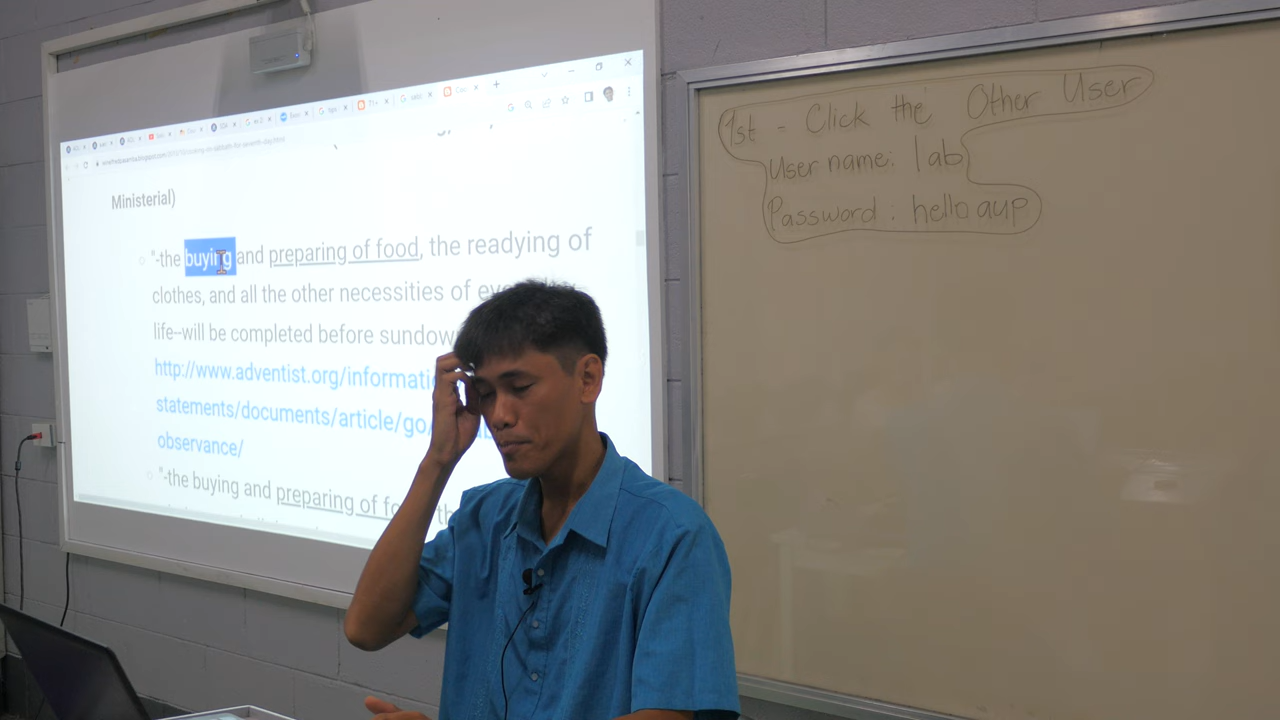 Ministerial)
"-the buying and preparing of food, the readying of
clothes, and all the other necessities of
life--will be completed before sundow
http://www.adventist.org/informati
statements/documents/article/go/
observance/
"-the buying and preparing of fo
1st - Click the Other User
User name: lab
Password: hello aup